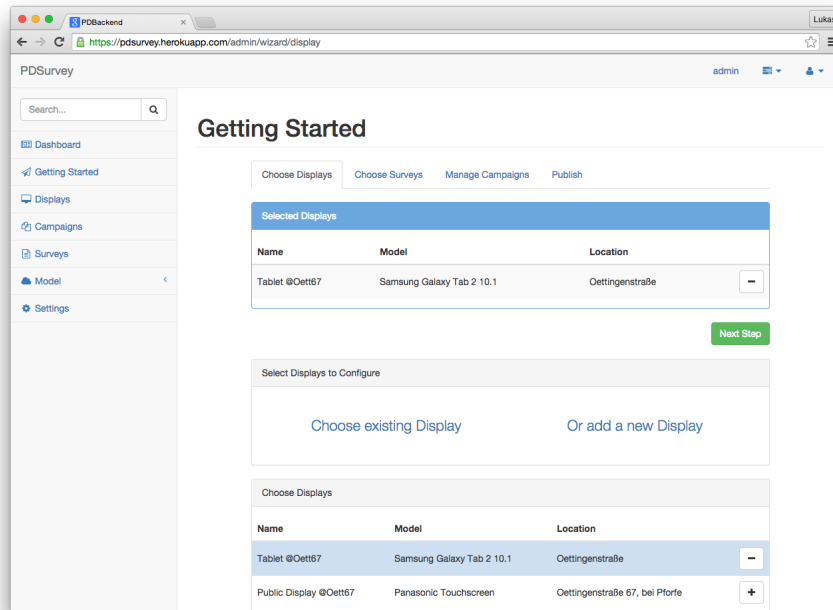 PDBackend
Lukas
https://pdsurvey.herokuapp.com/admin/wizard/display
PDSurvey
admin
Search...
Dashboard
Getting Started
Displays
Campaigns
Surveys
Model
Settings
Getting Started
Choose Displays Choose Surveys Manage Campaigns Publish
Selected Displays
Name Model Location
Tablet @Oett67 Samsung Galaxy Tab 2 10.1 Oettingenstraße
Next Step
Select Displays to Configure
Choose existing Display Or add a new Display
Choose Displays
Name Model Location
Tablet @Oett67 Samsung Galaxy Tab 2 10.1 Oettingenstraße
Public Display @Oett67 Panasonic Touchscreen Oettingenstraße 67, bei Pforfe